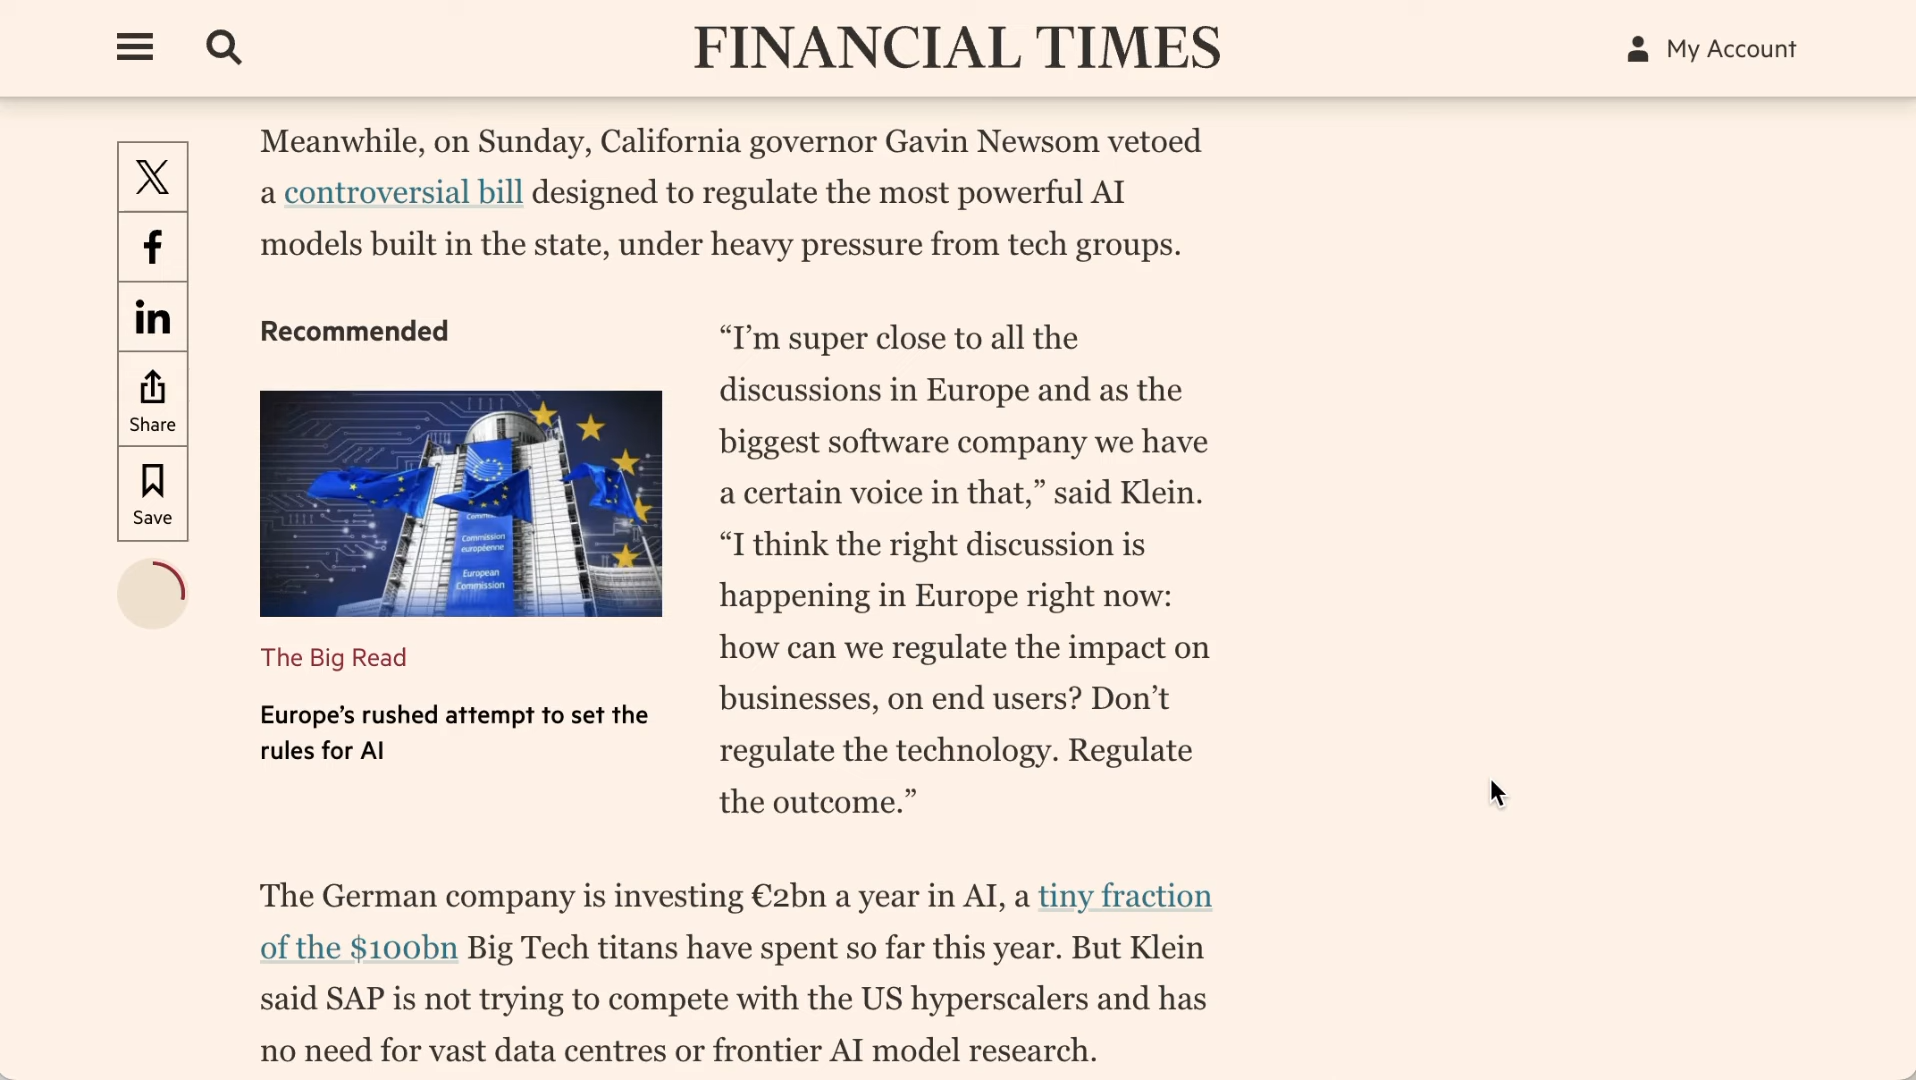 FINANCIAL TIMES
My Account
Share
Save
Meanwhile, on Sunday, California governor Gavin Newsom vetoed
a controversial bill designed to regulate the most powerful AI
models built in the state, under heavy pressure from tech groups.
Recommended
Commission
européenne
European
Commission
The Big Read
Europe’s rushed attempt to set the
rules for AI
“I’m super close to all the
discussions in Europe and as the
biggest software company we have
a certain voice in that,” said Klein.
“I think the right discussion is
happening in Europe right now:
how can we regulate the impact on
businesses, on end users? Don’t
regulate the technology. Regulate
the outcome.”
The German company is investing €2bn a year in AI, a tiny fraction
of the $100bn Big Tech titans have spent so far this year. But Klein
said SAP is not trying to compete with the US hyperscalers and has
no need for vast data centres or frontier AI model research.